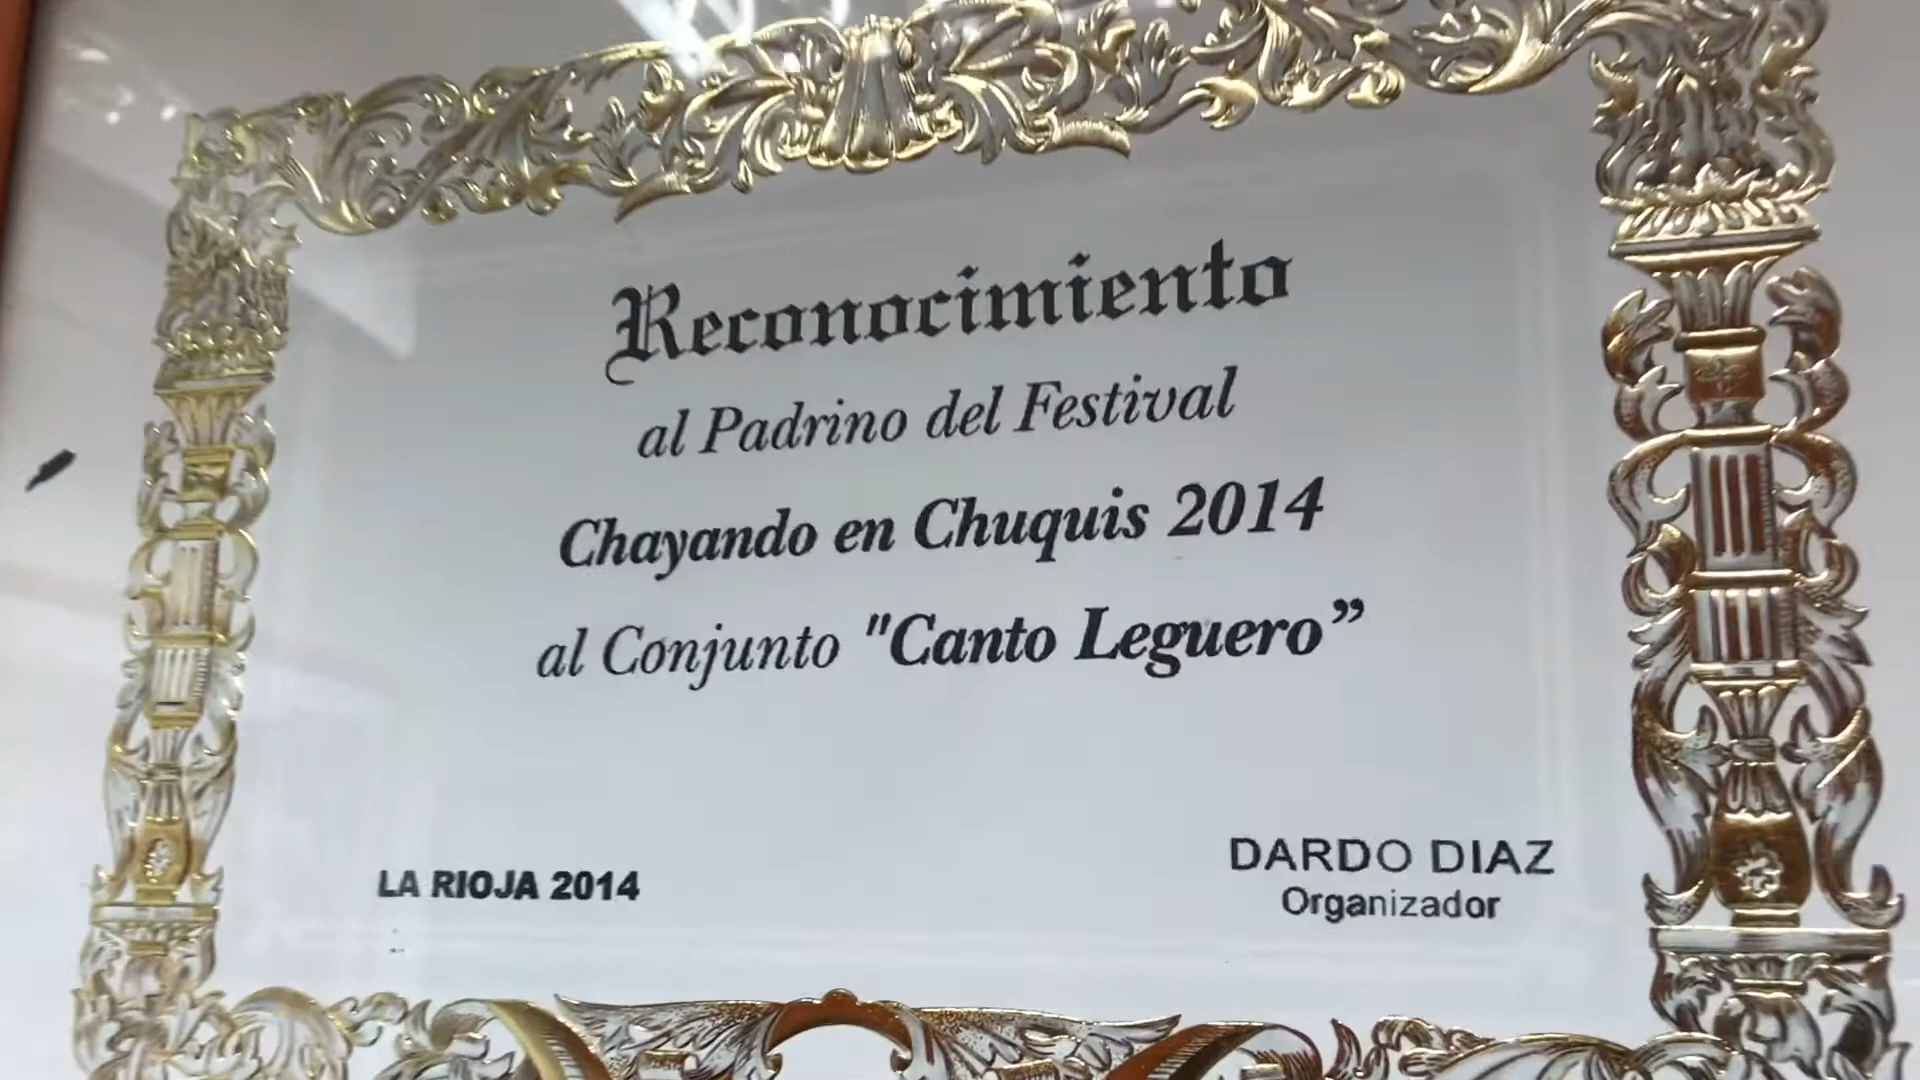 Reconocimiento
al Padrino del Festival
Chayando en Chuquis 2014
al Conjunto "Canto Leguero”
LA RIOJA 2014
DARDO DIAZ
Organizador